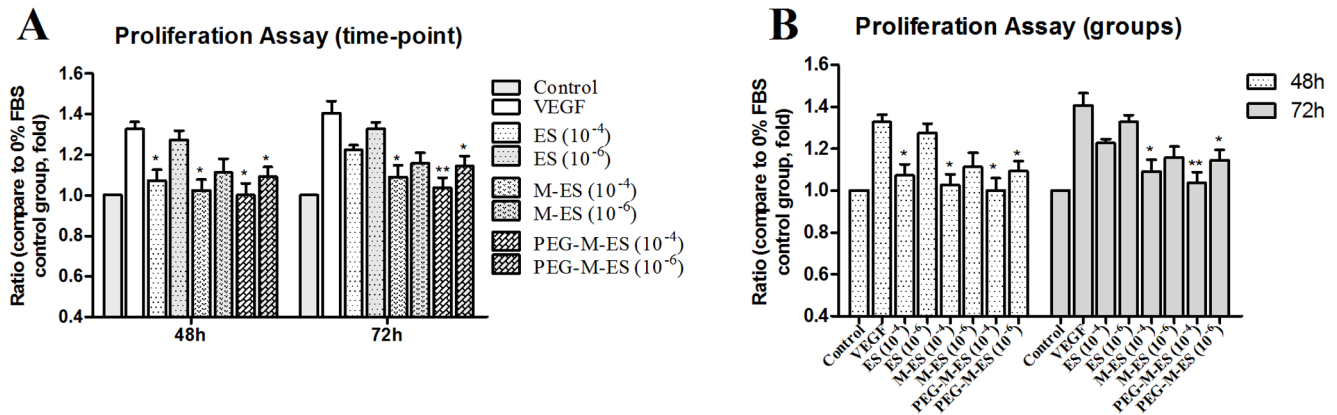 A
Proliferation Assay (time-point)
Ratio (compare to 0% FBS
control group, fold)
1.6
1.4
1.2
1.0
0.8
0.6
0.4
*
*
*
*
*
**
*
48h
72h
Control
VEGF
ES (10⁻⁴)
ES (10⁻⁶)
M-ES (10⁻⁴)
M-ES (10⁻⁶)
PEG-M-ES (10⁻⁴)
PEG-M-ES (10⁻⁶)
B
Proliferation Assay (groups)
Ratio (compare to 0% FBS
control group, fold)
1.6
1.4
1.2
1.0
0.8
0.6
0.4
*
*
*
*
*
**
*
Control
VEGF
ES (10⁻⁴)
ES (10⁻⁶)
M-ES (10⁻⁴)
M-ES (10⁻⁶)
PEG-M-ES (10⁻⁴)
PEG-M-ES (10⁻⁶)
Control
VEGF
ES (10⁻⁴)
ES (10⁻⁶)
M-ES (10⁻⁴)
M-ES (10⁻⁶)
PEG-M-ES (10⁻⁴)
PEG-M-ES (10⁻⁶)
48h
72h